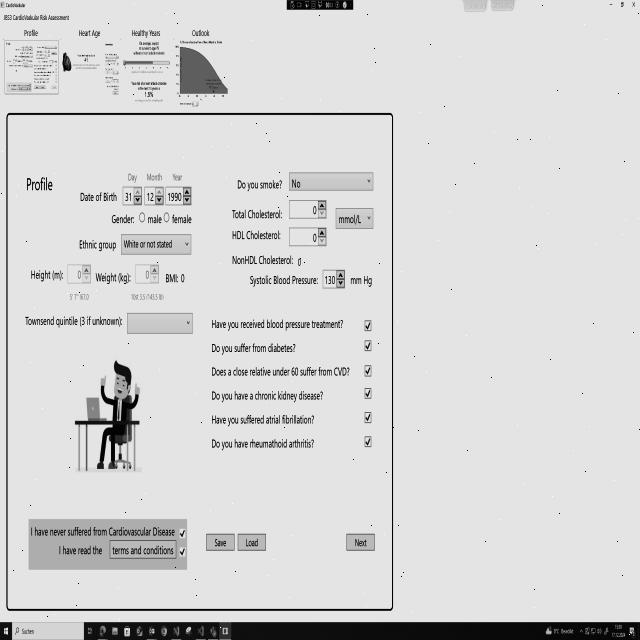 CardioVascular
JBS3 CardioVascular Risk Assessment
Profile Heart Age Healthy Years Outlook
Profile
Day Month Year
Date of Birth 31 12 1990
Gender: male female
Ethnic group White or not stated
Height (m): 0 Weight (kg): 0 BMI: 0
Townsend quintile (3 if unknown):
Do you smoke? No
Total Cholesterol: 0 mmol/L
HDL Cholesterol: 0
NonHDL Cholesterol: 0
Systolic Blood Pressure: 130 mm Hg
Have you received blood pressure treatment?
Do you suffer from diabetes?
Does a close relative under 60 suffer from CVD?
Do you have a chronic kidney disease?
Have you suffered atrial fibrillation?
Do you have rheumathoid arthritis?
I have never suffered from Cardiovascular Disease
I have read the terms and conditions
Save Load Next
Suchen